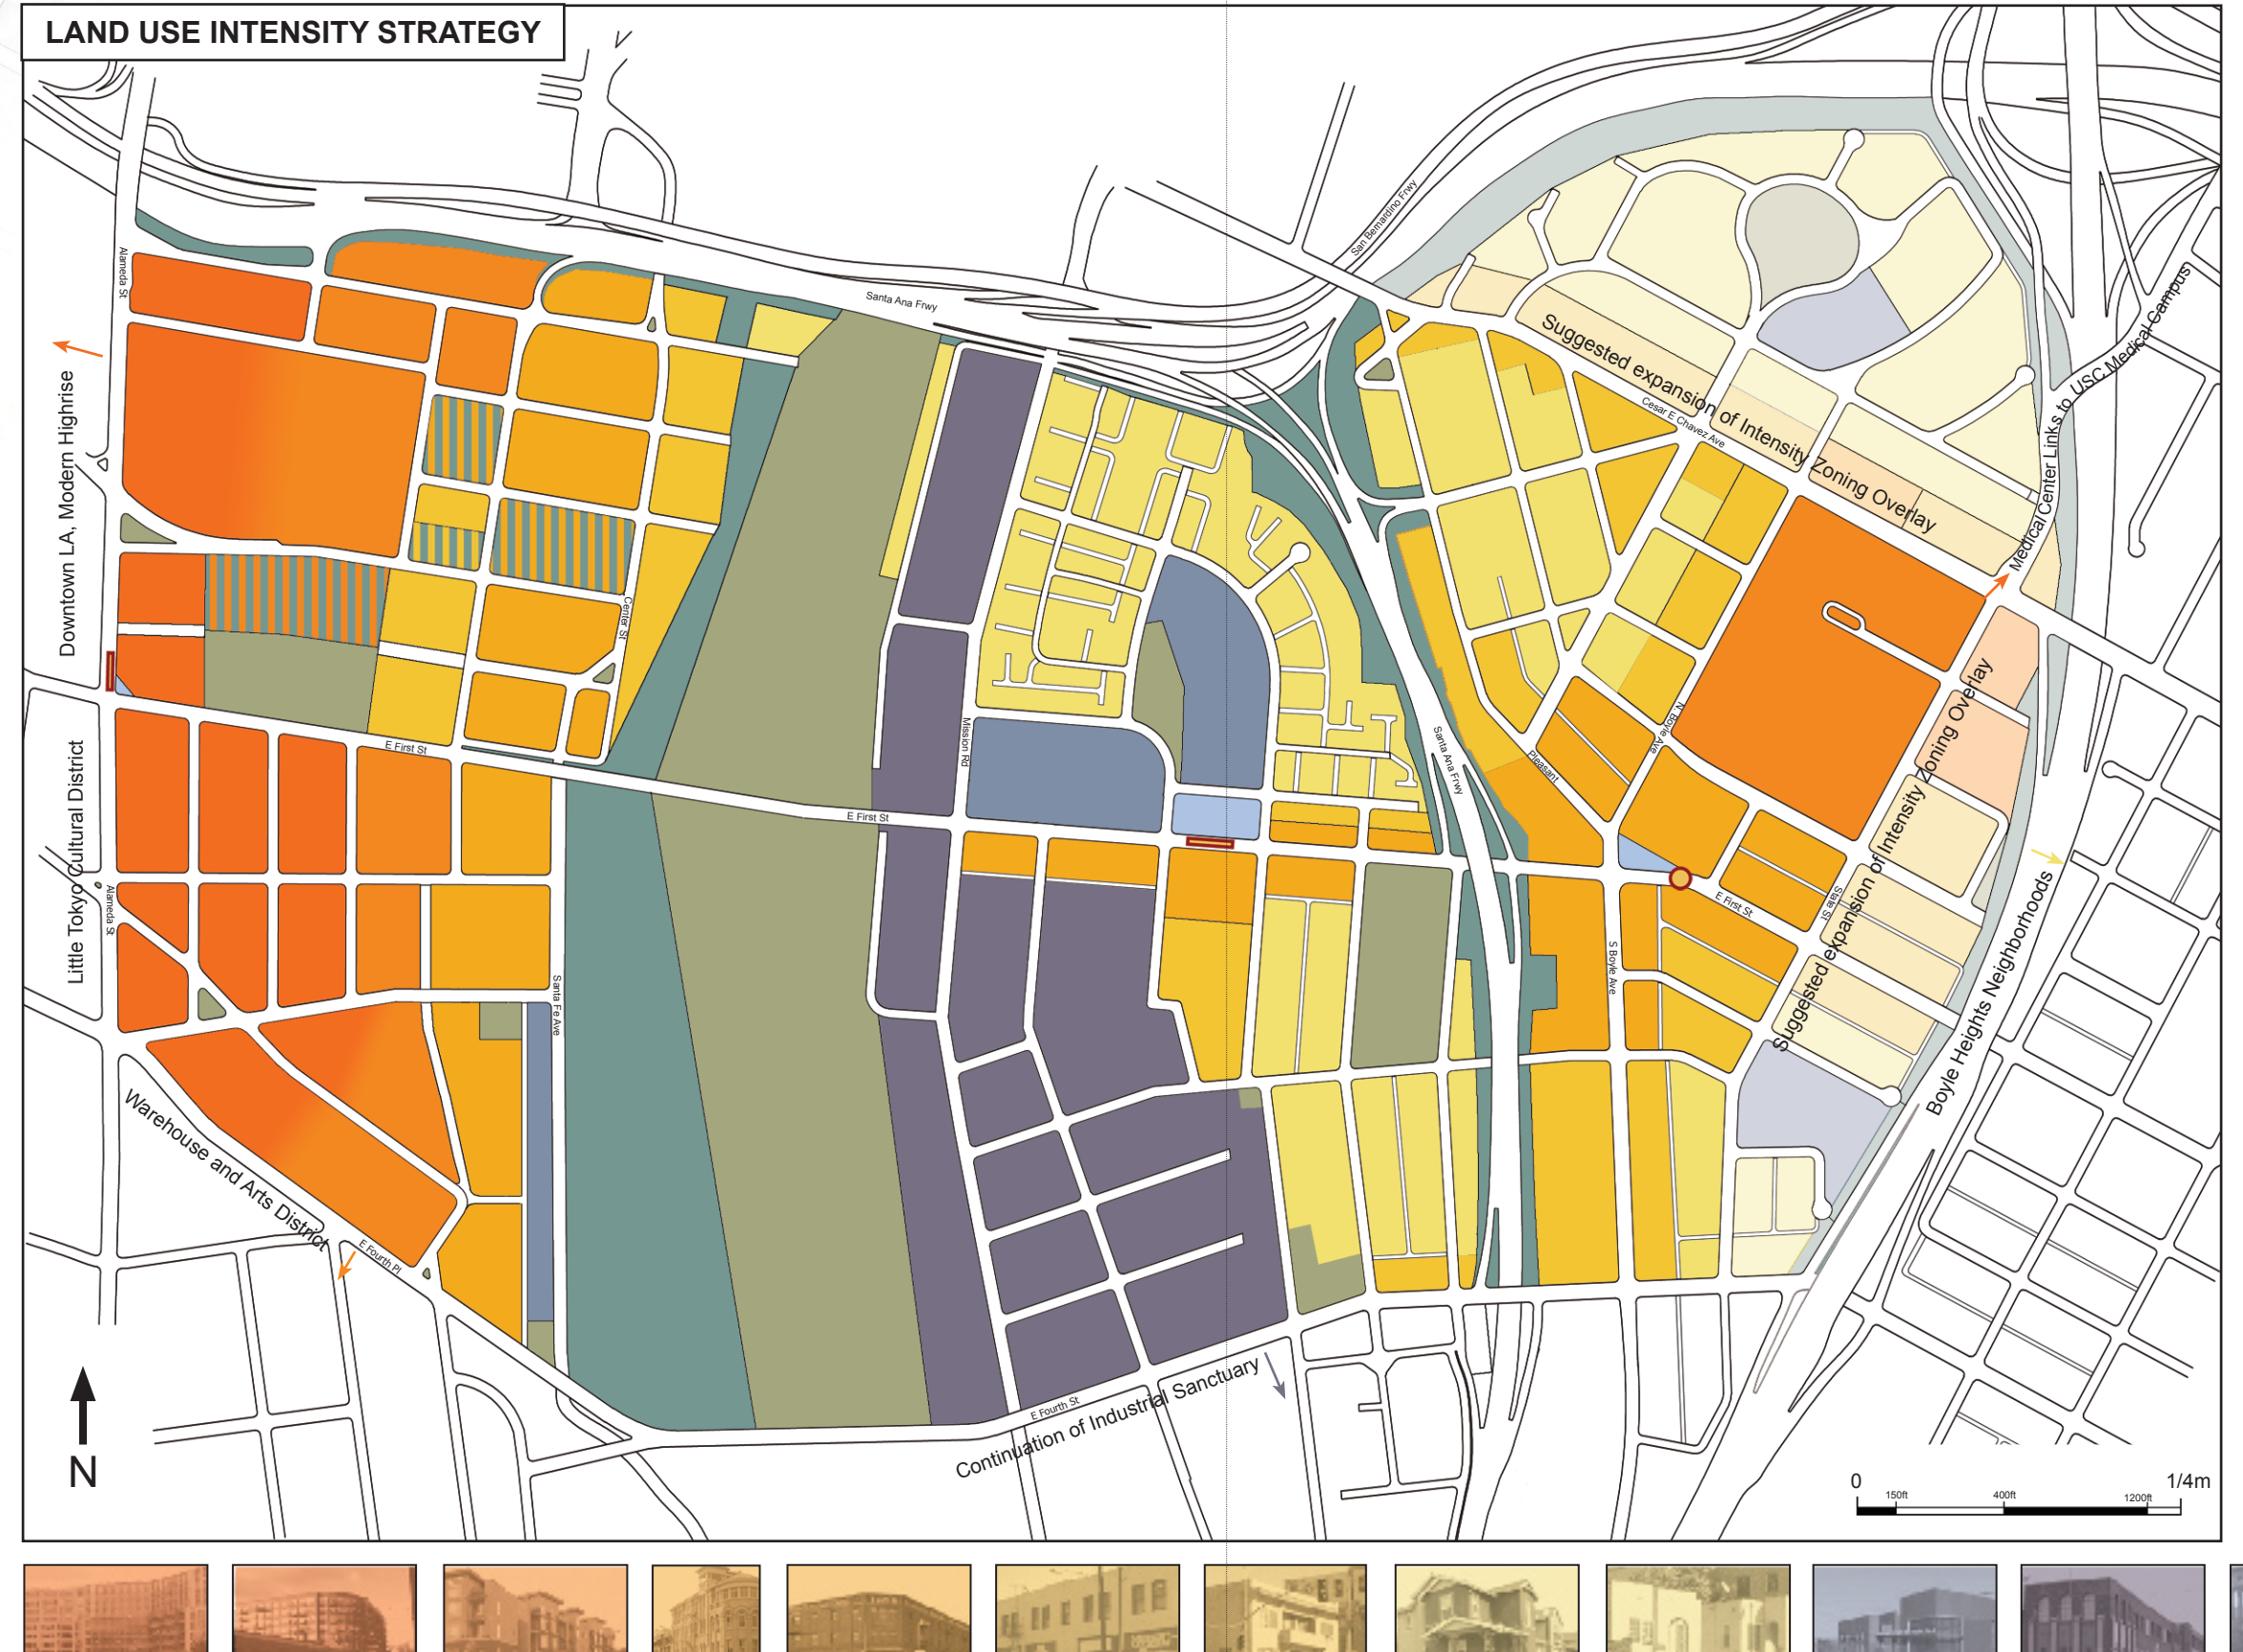 LAND USE INTENSITY STRATEGY
San Bernardino Frwy
Alameda St
Santa Ana Frwy
Suggested expansion of Intensity Zoning Overlay
Cesar E Chavez Ave
Medical Center Links to USC Medical Campus
Downtown LA, Modern Highrise
Center St
Mission Rd
N. Boyle Ave
Pleasant
Santa Ana Frwy
E First St
E First St
Little Tokyo Cultural District
Alameda St
Santa Fe Ave
S Boyle Ave
E First St
State St
Suggested expansion of Intensity Zoning Overlay
Boyle Heights Neighborhoods
Warehouse and Arts District
E Fourth Pl
E Fourth St
Continuation of Industrial Sanctuary
N
0
1/4m
150ft
400ft
1200ft